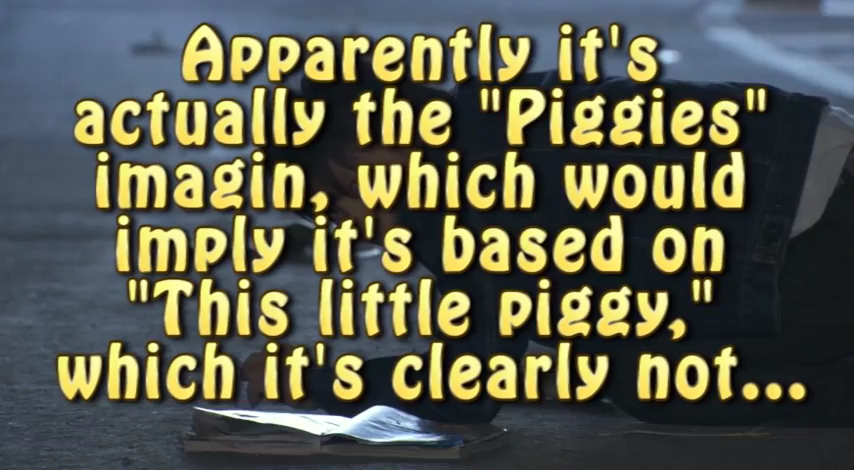 Apparently it's
actually the "Piggies"
imagin, which would
imply it's based on
"This little piggy,"
which it's clearly not...